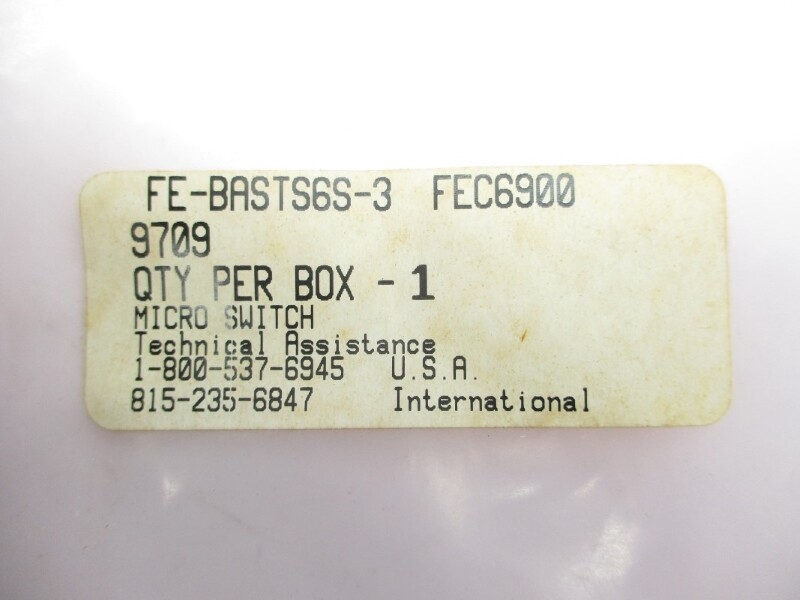 FE-BASTS6S-3 FEC6900
9709
QTY PER BOX - 1
MICRO SWITCH
Technical Assistance
1-800-537-6945 U.S.A.
815-235-6847 International